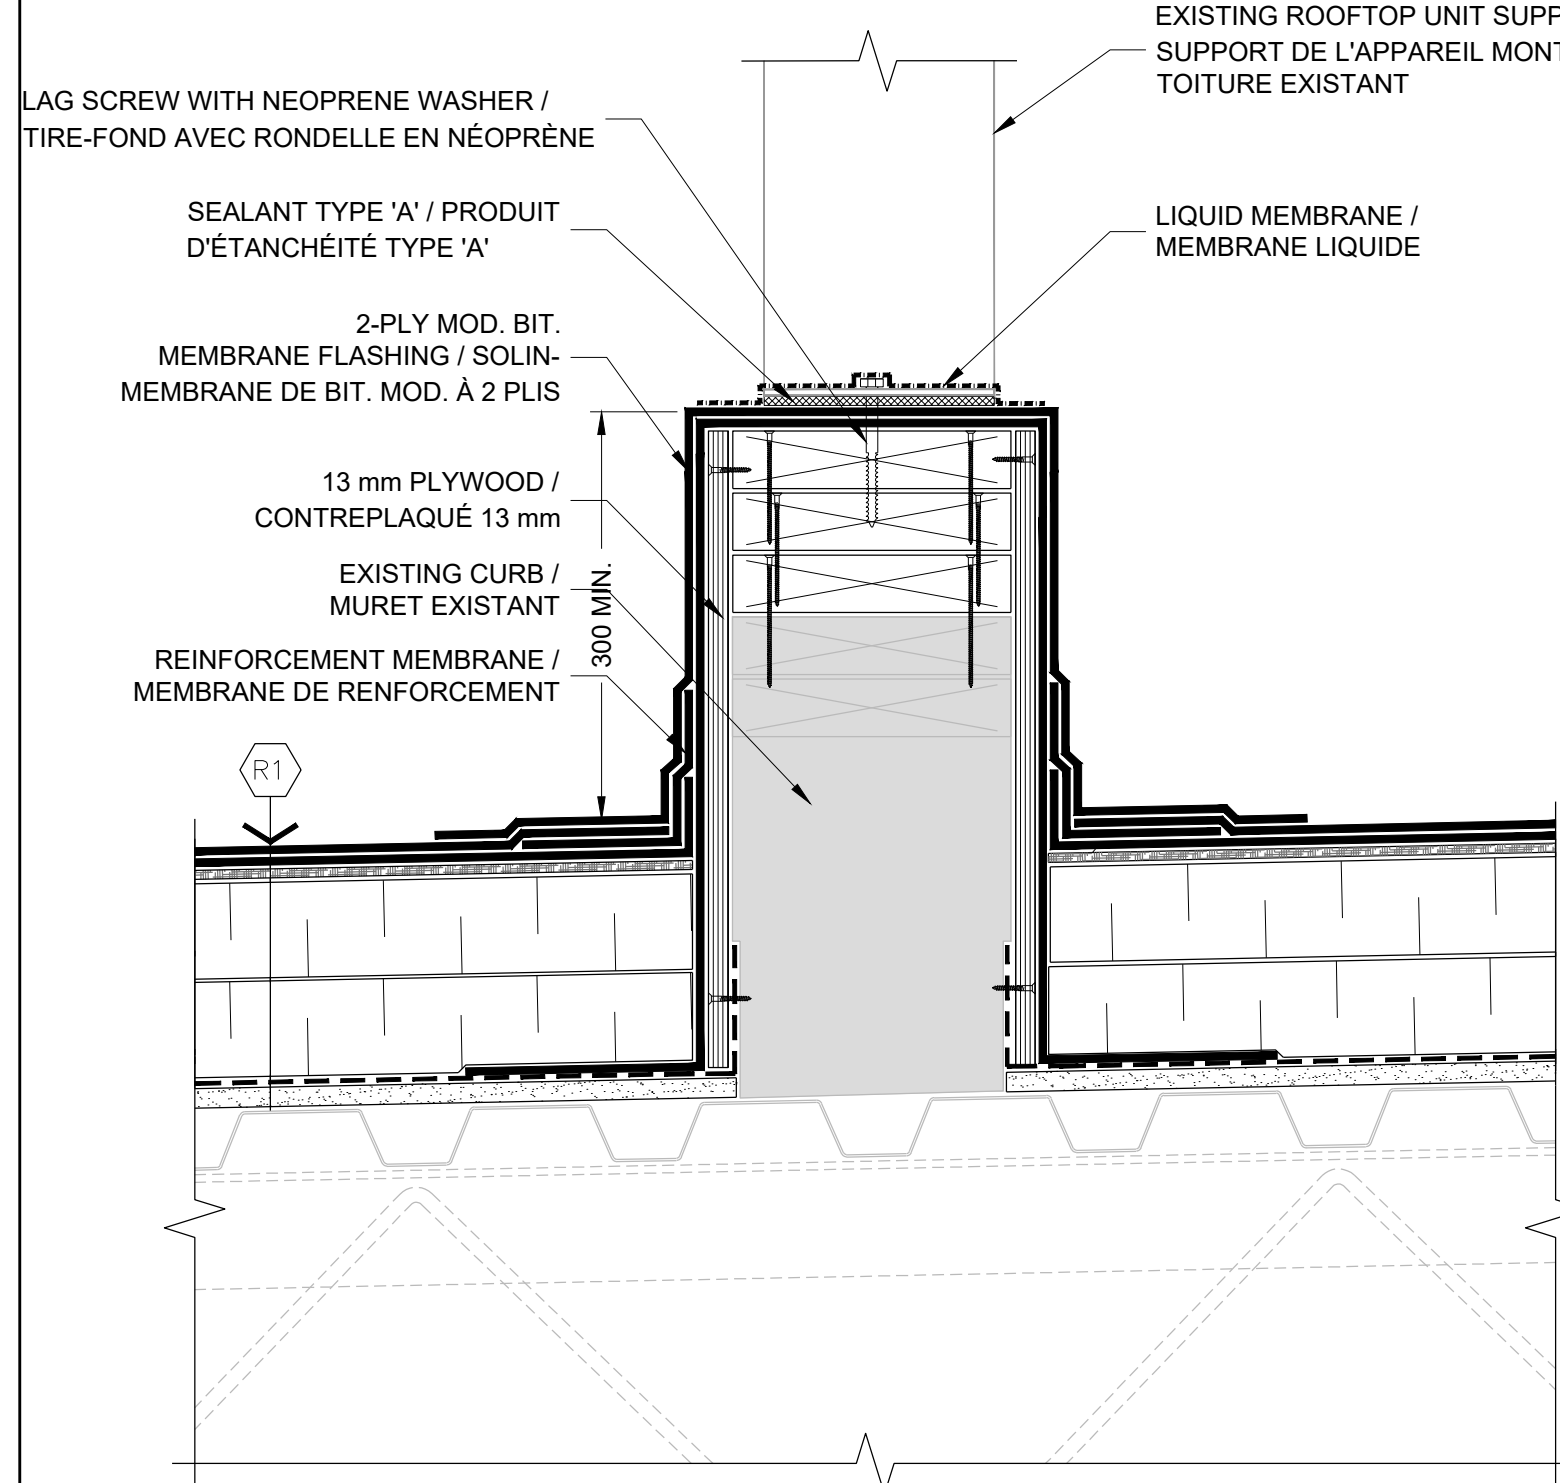 EXISTING ROOFTOP UNIT
SUPPORT DE L'APPAREIL
TOITURE EXISTANT
LAG SCREW WITH NEOPRENE WASHER /
TIRE-FOND AVEC RONDELLE EN NÉOPRÈNE
SEALANT TYPE 'A' / PRODUIT
D'ÉTANCHÉITÉ TYPE 'A'
LIQUID MEMBRANE /
MEMBRANE LIQUIDE
2-PLY MOD. BIT.
MEMBRANE FLASHING / SOLIN-
MEMBRANE DE BIT. MOD. À 2 PLIS
13 mm PLYWOOD /
CONTREPLAQUÉ 13 mm
EXISTING CURB /
MURET EXISTANT
REINFORCEMENT MEMBRANE /
MEMBRANE DE RENFORCEMENT
300 MIN.
R1